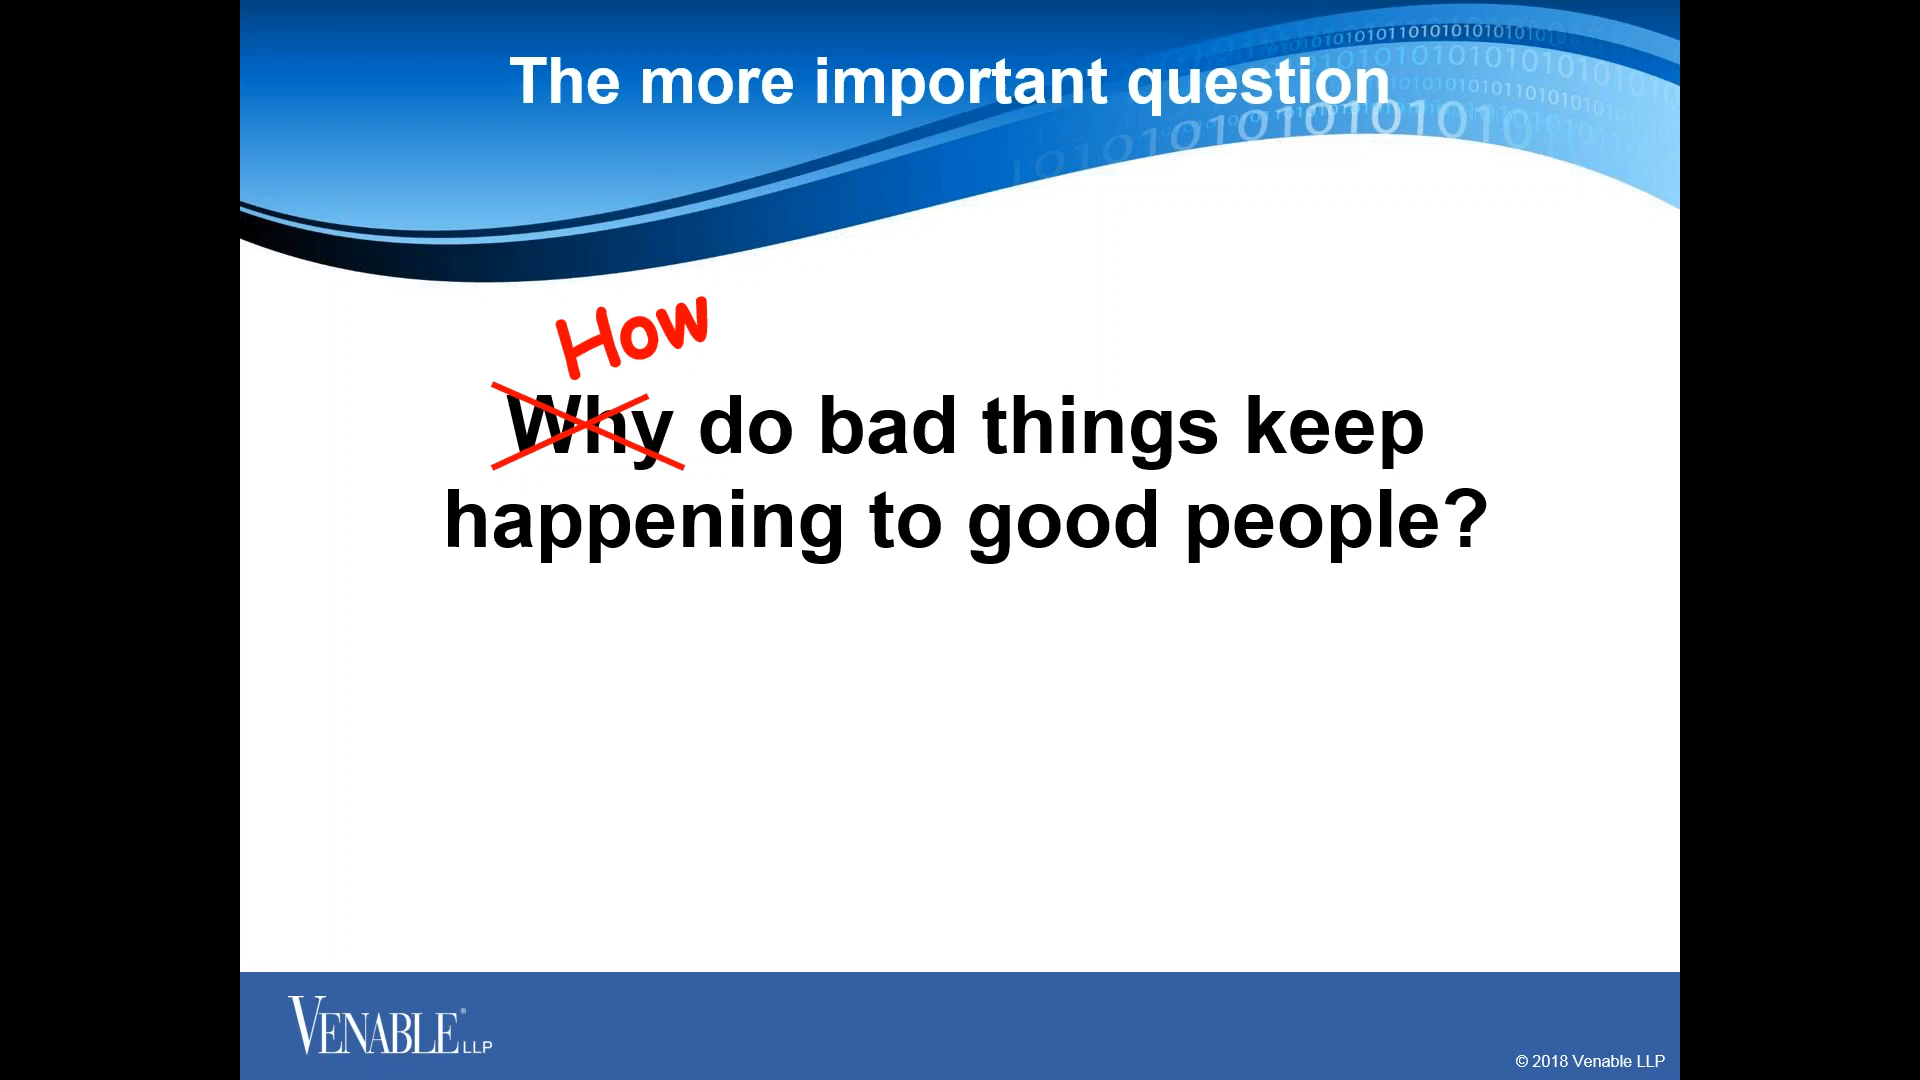 The more important question
How
Why do bad things keep
happening to good people?
VENABLE® LLP
© 2018 Venable LLP